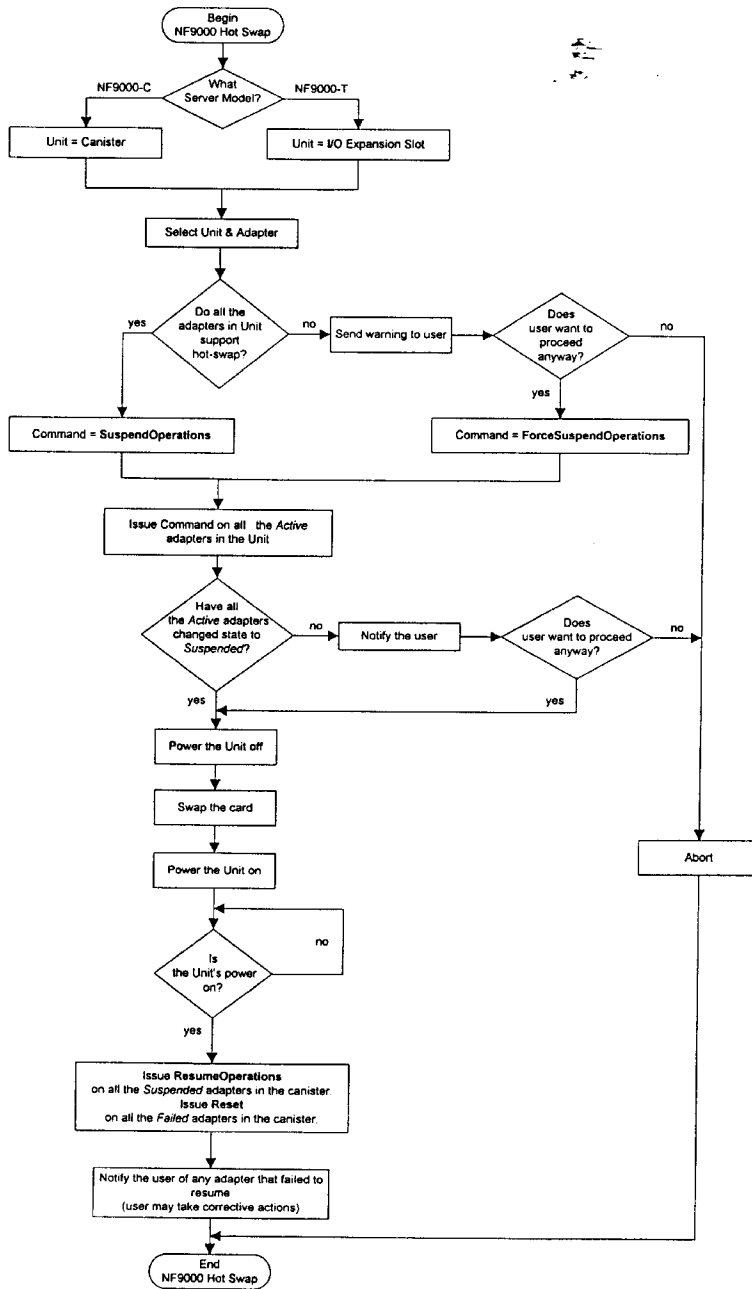 Begin
NF9000 Hot Swap
What
Server Model?
NF9000-C
NF9000-T
Unit = Canister
Unit = I/O Expansion Slot
Select Unit & Adapter
Do all the
adapters in Unit
support
hot-swap?
yes
no
Send warning to user
Does
user want to
proceed
anyway?
no
yes
Command = SuspendOperations
Command = ForceSuspendOperations
Issue Command on all the Active
adapters in the Unit
Have all
the Active adapters
changed state to
Suspended?
no
Notify the user
Does
user want to proceed
anyway?
no
yes
yes
Power the Unit off
Swap the card
Power the Unit on
Abort
no
Is
the Unit's power
on?
yes
Issue ResumeOperations
on all the Suspended adapters in the canister.
Issue Reset
on all the Failed adapters in the canister.
Notify the user of any adapter that failed to
resume
(user may take corrective actions)
End
NF9000 Hot Swap